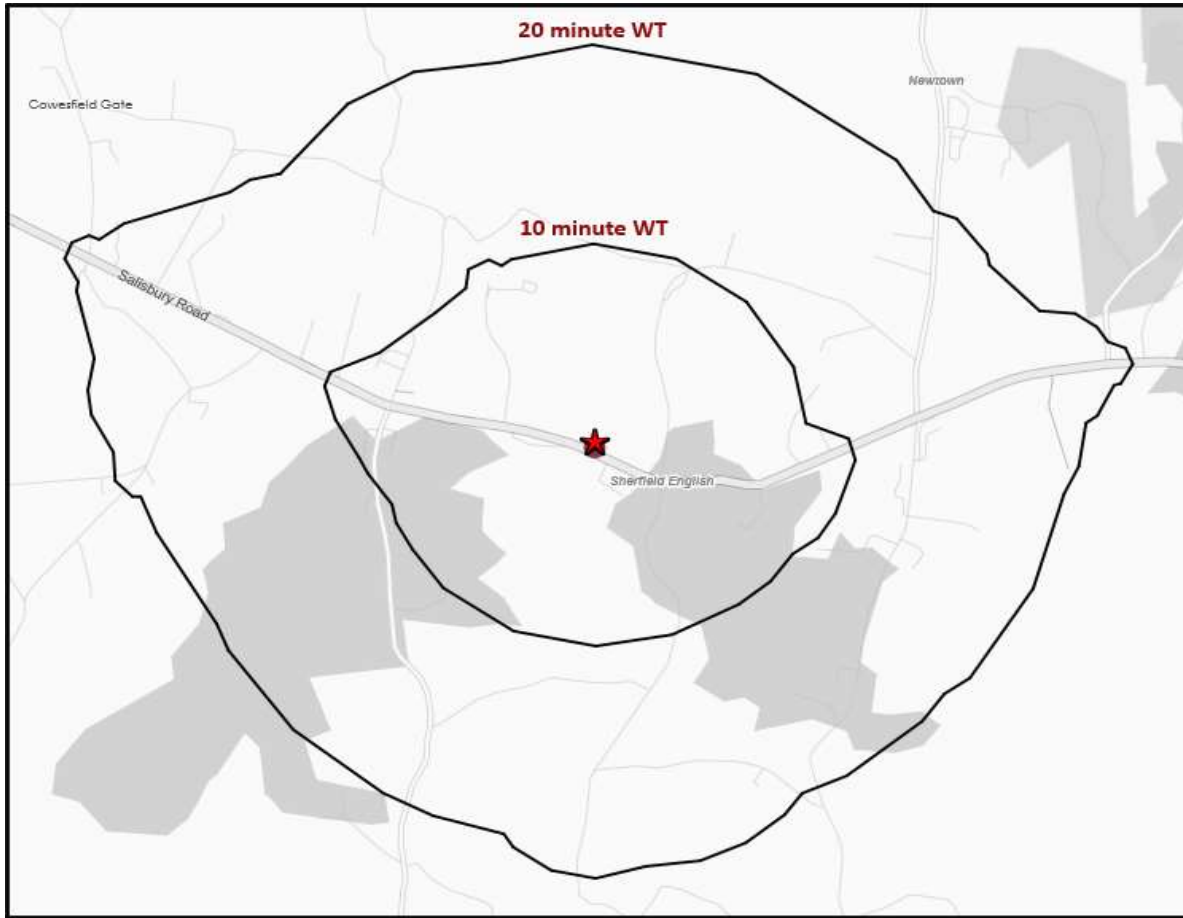 20 minute WT
Newtown
Cowesfield Gate
10 minute WT
Salisbury Road
Sherfield English